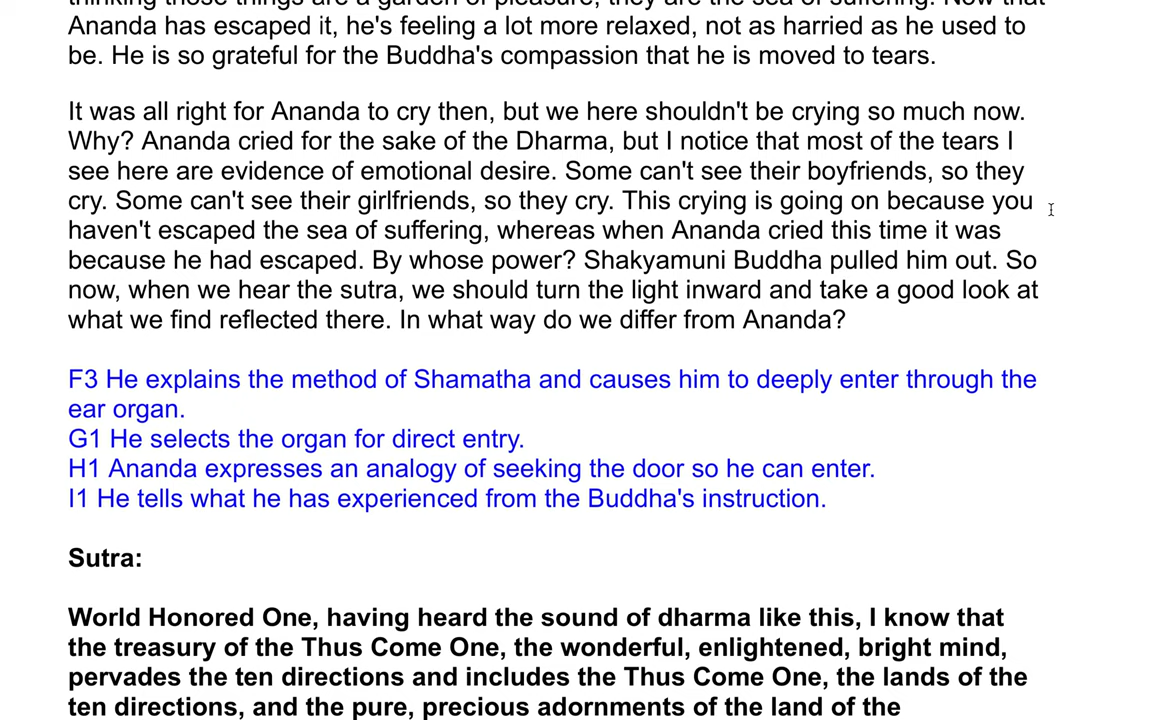 thinking those things are a garden of pleasure, they are the sea of suffering. Now that
Ananda has escaped it, he's feeling a lot more relaxed, not as harried as he used to
be. He is so grateful for the Buddha's compassion that he is moved to tears.
It was all right for Ananda to cry then, but we here shouldn't be crying so much now.
Why? Ananda cried for the sake of the Dharma, but I notice that most of the tears I
see here are evidence of emotional desire. Some can't see their boyfriends, so they
cry. Some can't see their girlfriends, so they cry. This crying is going on because you
haven't escaped the sea of suffering, whereas when Ananda cried this time it was
because he had escaped. By whose power? Shakyamuni Buddha pulled him out. So
now, when we hear the sutra, we should turn the light inward and take a good look at
what we find reflected there. In what way do we differ from Ananda?
F3 He explains the method of Shamatha and causes him to deeply enter through the
ear organ.
G1 He selects the organ for direct entry.
H1 Ananda expresses an analogy of seeking the door so he can enter.
I1 He tells what he has experienced from the Buddha's instruction.
Sutra:
World Honored One, having heard the sound of dharma like this, I know that
the treasury of the Thus Come One, the wonderful, enlightened, bright mind,
pervades the ten directions and includes the Thus Come One, the lands of the
ten directions, and the pure, precious adornments of the land of the